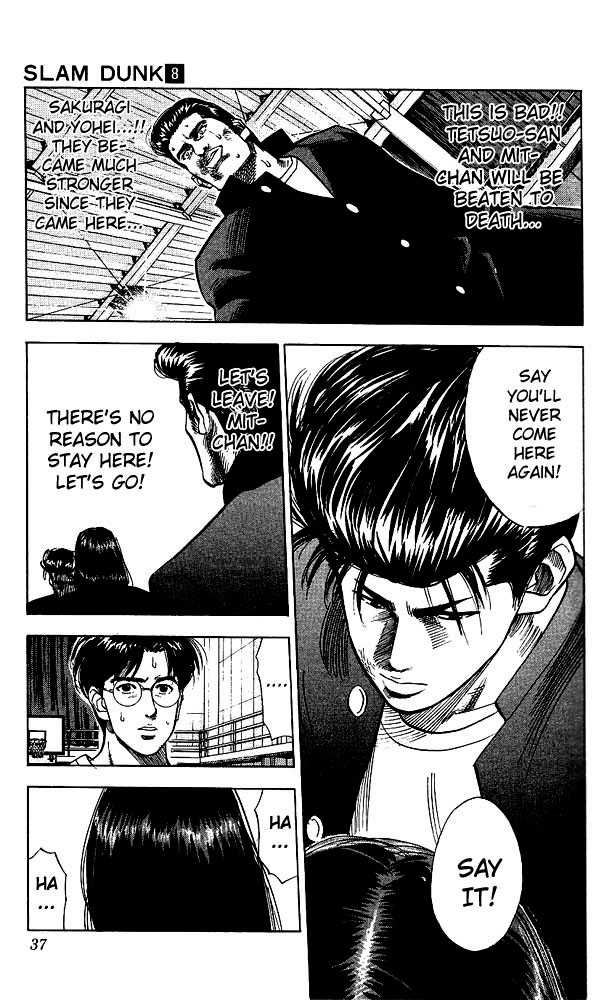 SLAM DUNK 8
THIS IS BAD!!
TETSUO-SAN
AND MIT-
CHAN WILL BE
BEATEN TO
DEATH...
SAKURAGI
AND YOHEI...!!
THEY BE-
CAME MUCH
STRONGER
SINCE THEY
CAME HERE...
SAY
YOU'LL
NEVER
COME
HERE
AGAIN!
SAY
IT!
LET'S
LEAVE!
MIT-
CHAN!!
THERE'S NO
REASON TO
STAY HERE!
LET'S GO!
....
HA
...
HA
...
37